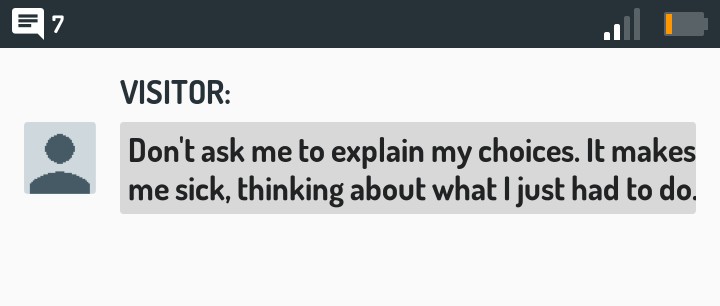 7
VISITOR:
Don't ask me to explain my choices. It makes
me sick, thinking about what I just had to do.